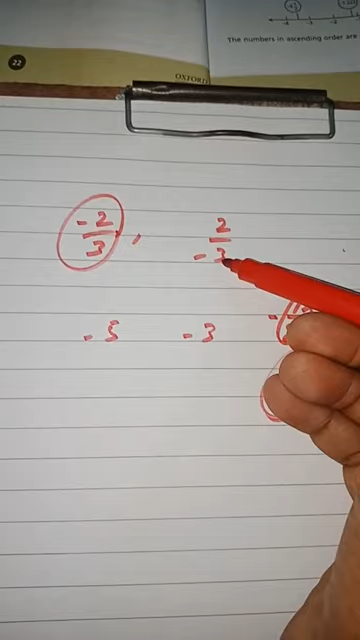 22
OXFORD
The numbers in ascending order are
-2/3 , 2/-3
-5 -3